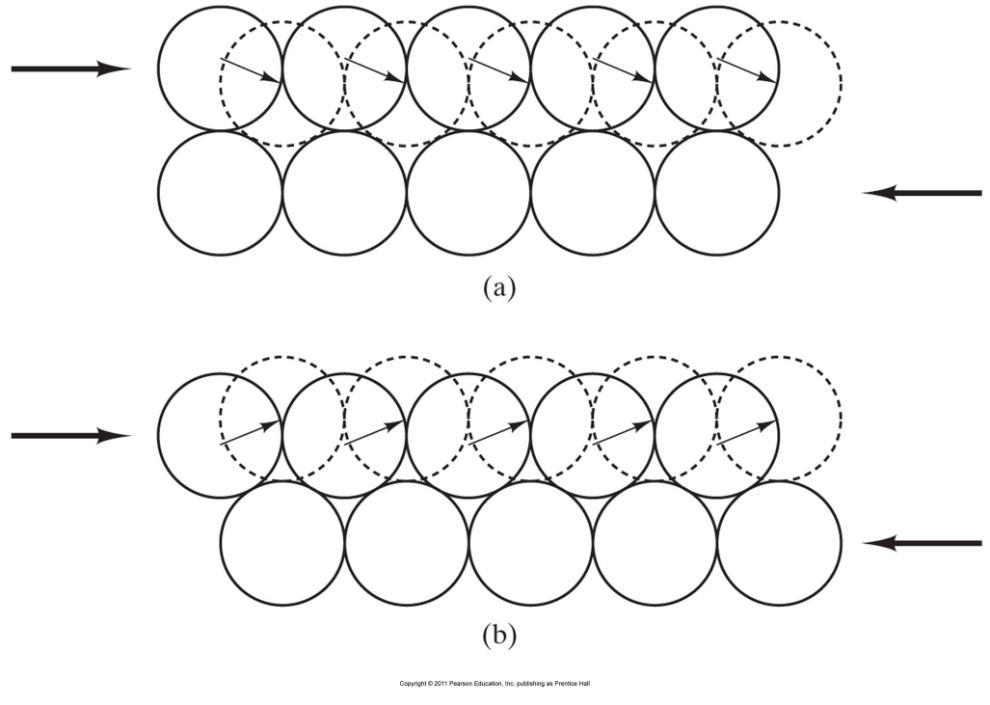 (a)
(b)
Copyright © 2011 Pearson Education, Inc. publishing as Prentice Hall